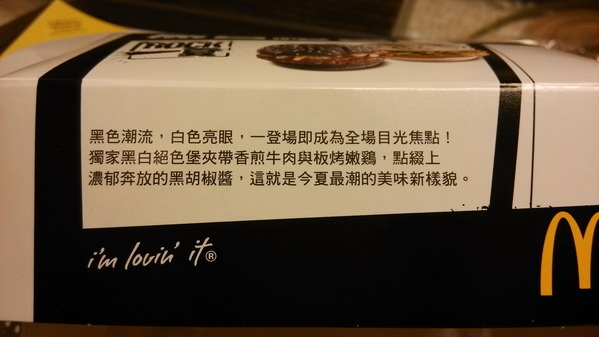 ROCK
黑色潮流，白色亮眼，一登場即成為全場目光焦點！
獨家黑白絕色堡夾帶香煎牛肉與板烤嫩鷄，點綴上
濃郁奔放的黑胡椒醬，這就是今夏最潮的美味新樣貌。
i'm lovin' it®